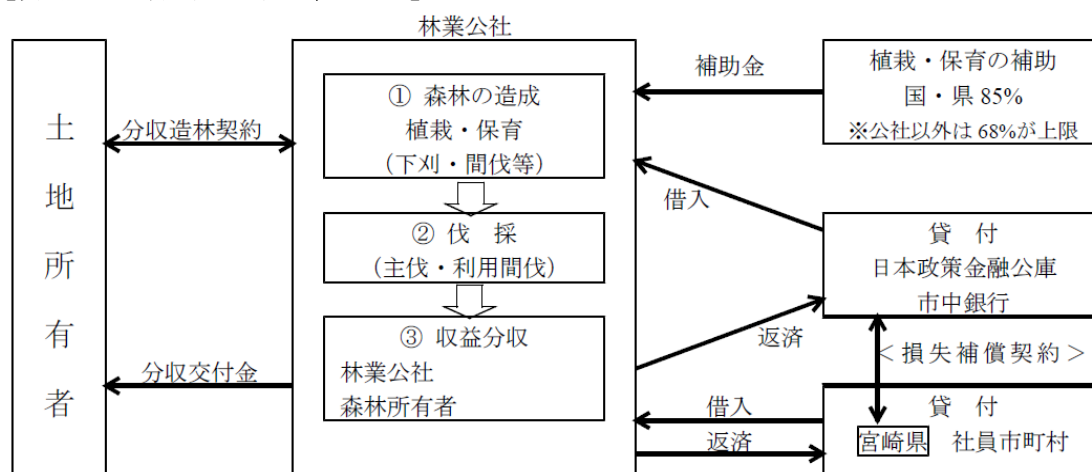 林業公社
土地所有者
分収造林契約
分収交付金
① 森林の造成
植栽・保育
（下刈・間伐等）
② 伐 採
（主伐・利用間伐）
③ 収益分収
林業公社
森林所有者
補助金
植栽・保育の補助
国・県 85%
※公社以外は 68%が上限
借入
貸 付
日本政策金融公庫
市中銀行
返済
＜損失補償契約＞
借入
返済
貸 付
宮崎県 社員市町村